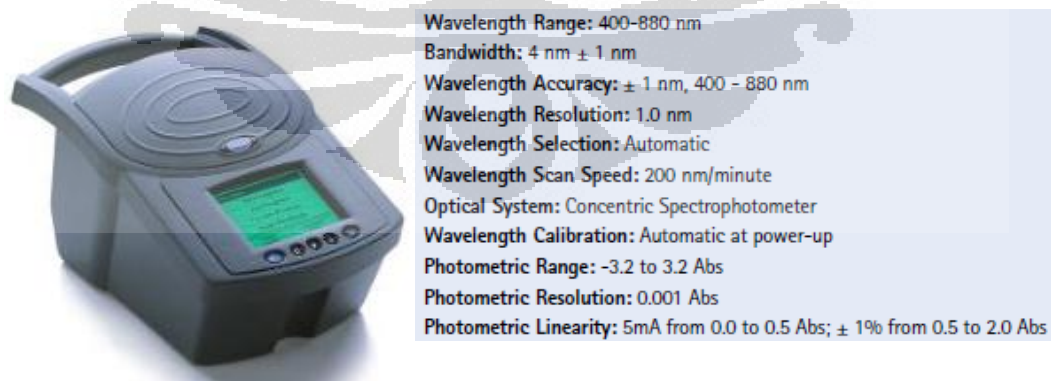 Wavelength Range: 400-880 nm
Bandwidth: 4 nm ± 1 nm
Wavelength Accuracy: ± 1 nm, 400 - 880 nm
Wavelength Resolution: 1.0 nm
Wavelength Selection: Automatic
Wavelength Scan Speed: 200 nm/minute
Optical System: Concentric Spectrophotometer
Wavelength Calibration: Automatic at power-up
Photometric Range: -3.2 to 3.2 Abs
Photometric Resolution: 0.001 Abs
Photometric Linearity: 5mA from 0.0 to 0.5 Abs; ± 1% from 0.5 to 2.0 Abs